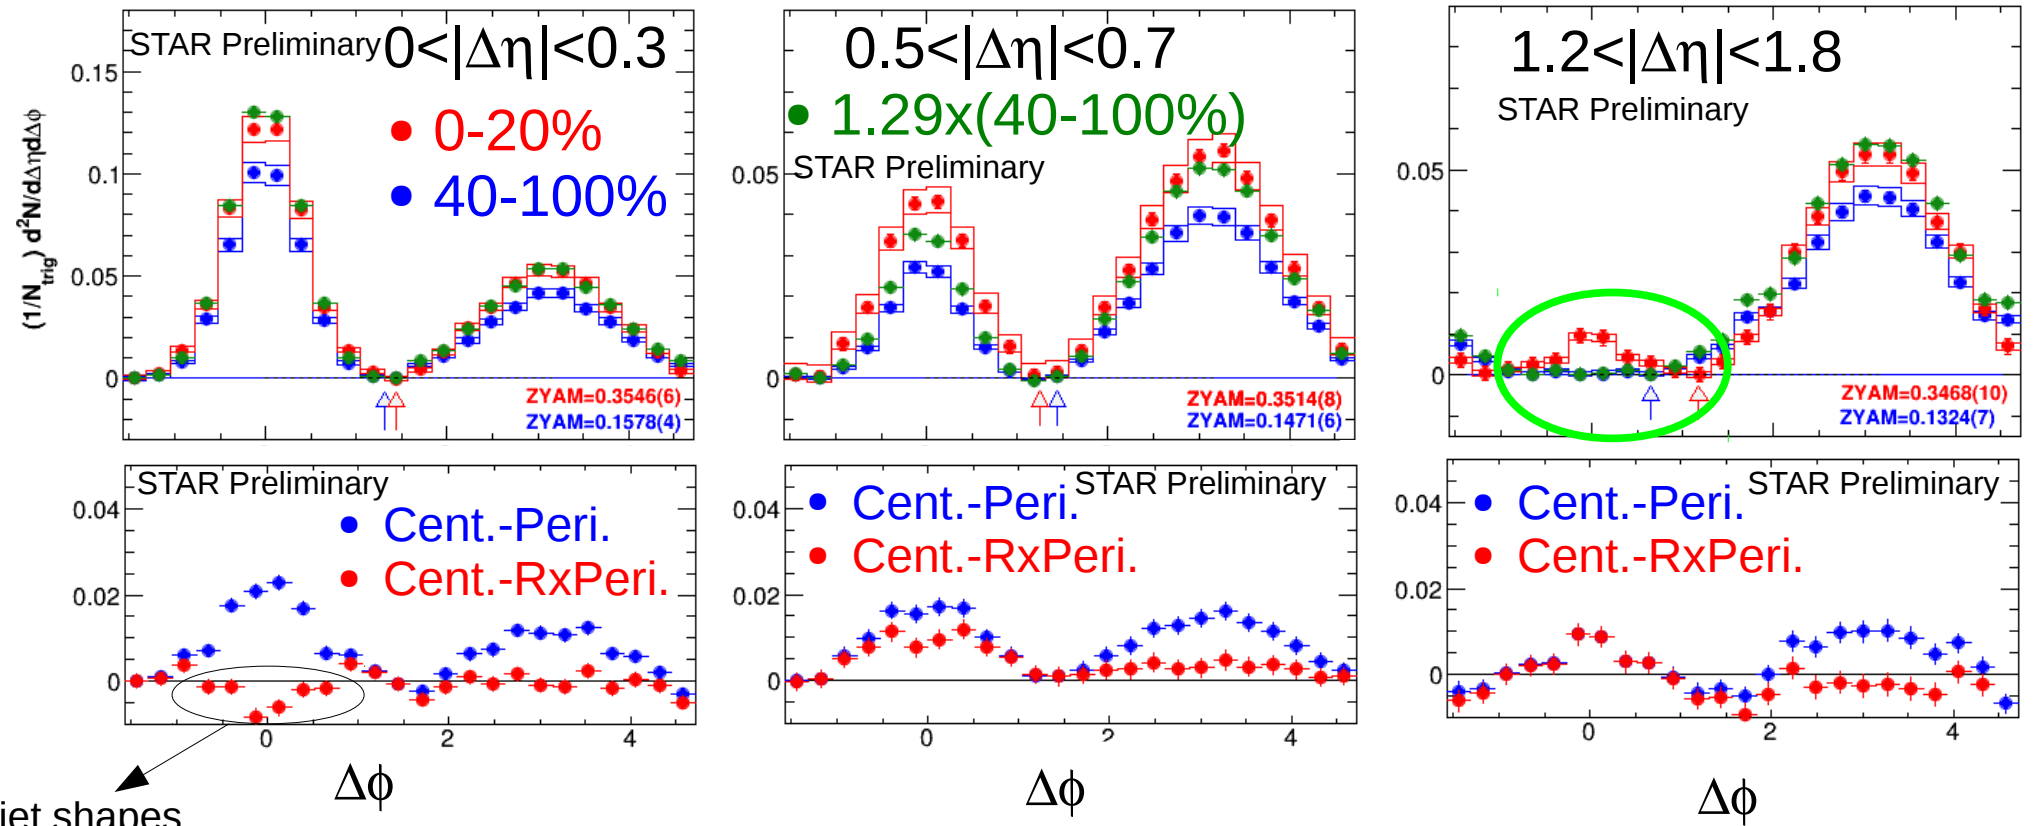 STAR Preliminary 0<|Δη|<0.3
0-20%
40-100%
(1/N_trig) d²N/dΔηdΔϕ
0.15
0.1
0.05
0
ZYAM=0.3546(6)
ZYAM=0.1578(4)
0.5<|Δη|<0.7
1.29x(40-100%)
STAR Preliminary
0.05
0
ZYAM=0.3514(8)
ZYAM=0.1471(6)
1.2<|Δη|<1.8
STAR Preliminary
0.05
0
ZYAM=0.3468(10)
ZYAM=0.1324(7)
STAR Preliminary
Cent.-Peri.
Cent.-RxPeri.
0.04
0.02
0
0 2 4
Δϕ
jet shapes
STAR Preliminary
Cent.-Peri.
Cent.-RxPeri.
0.04
0.02
0
0 2 4
Δϕ
STAR Preliminary
Cent.-Peri.
Cent.-RxPeri.
0.04
0.02
0
0 2 4
Δϕ